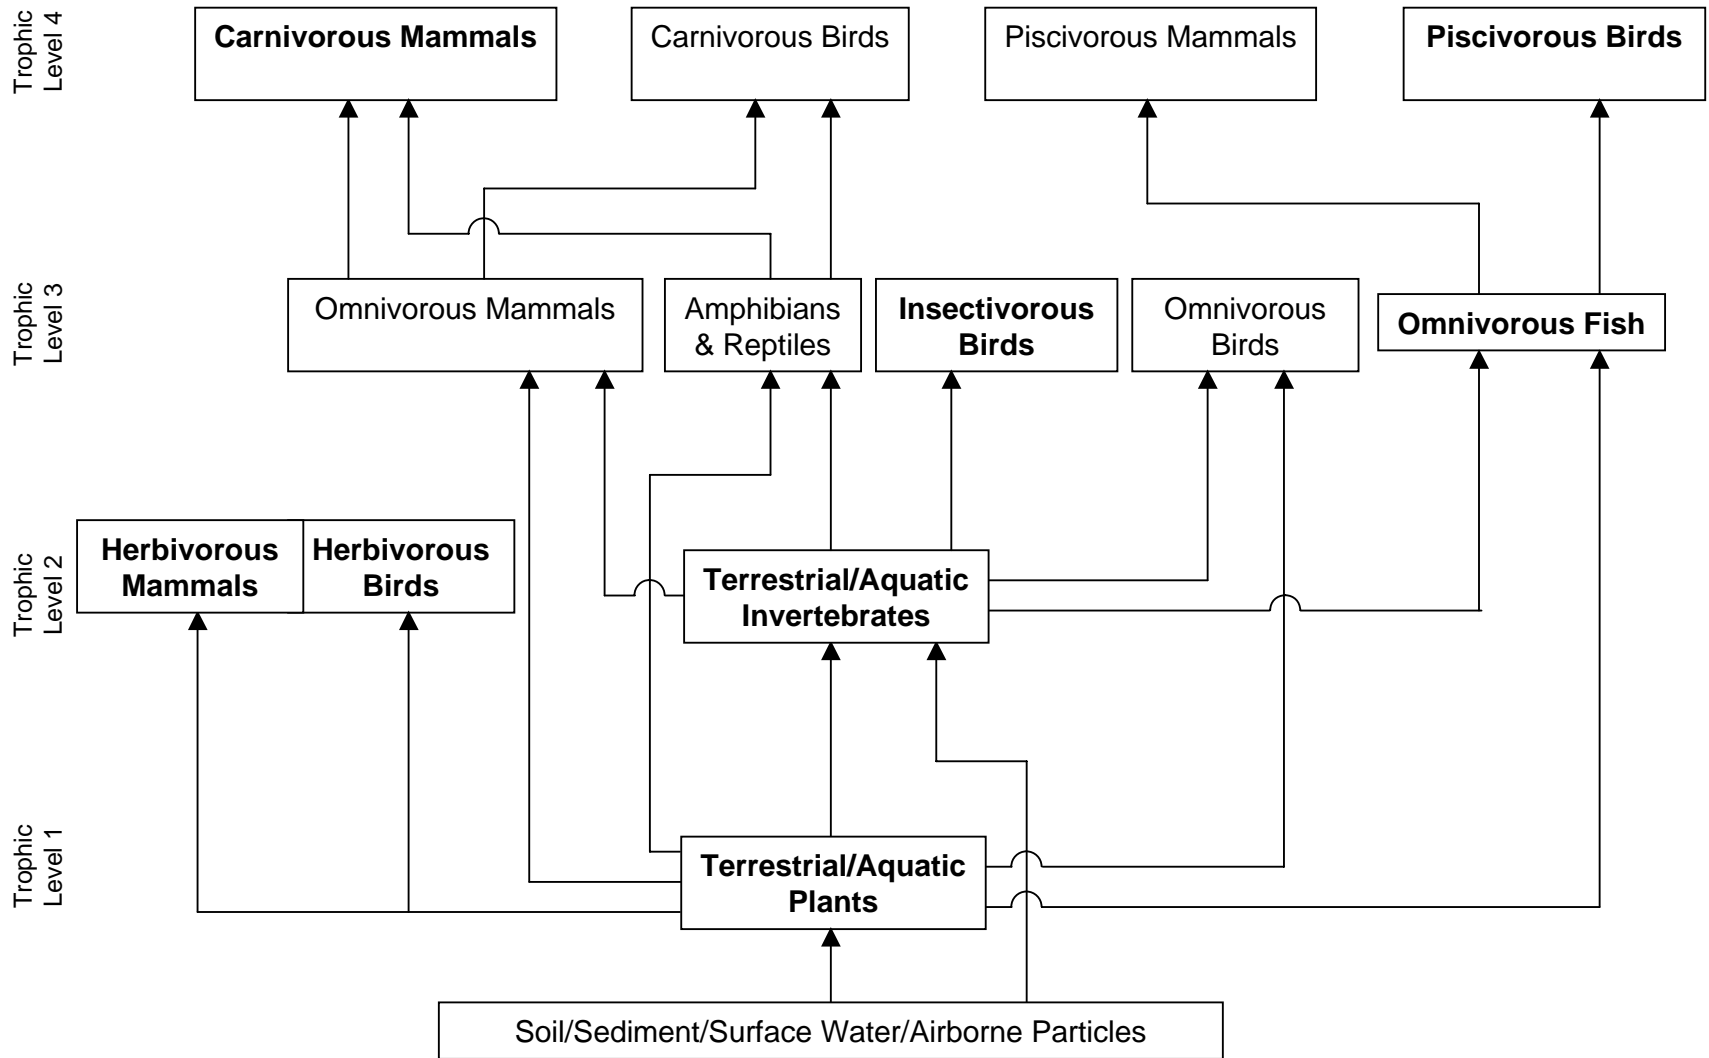 Trophic
Level 4
Carnivorous Mammals
Carnivorous Birds
Piscivorous Mammals
Piscivorous Birds
Trophic
Level 3
Omnivorous Mammals
Amphibians
& Reptiles
Insectivorous
Birds
Omnivorous
Birds
Omnivorous Fish
Trophic
Level 2
Herbivorous
Mammals
Herbivorous
Birds
Terrestrial/Aquatic
Invertebrates
Trophic
Level 1
Terrestrial/Aquatic
Plants
Soil/Sediment/Surface Water/Airborne Particles